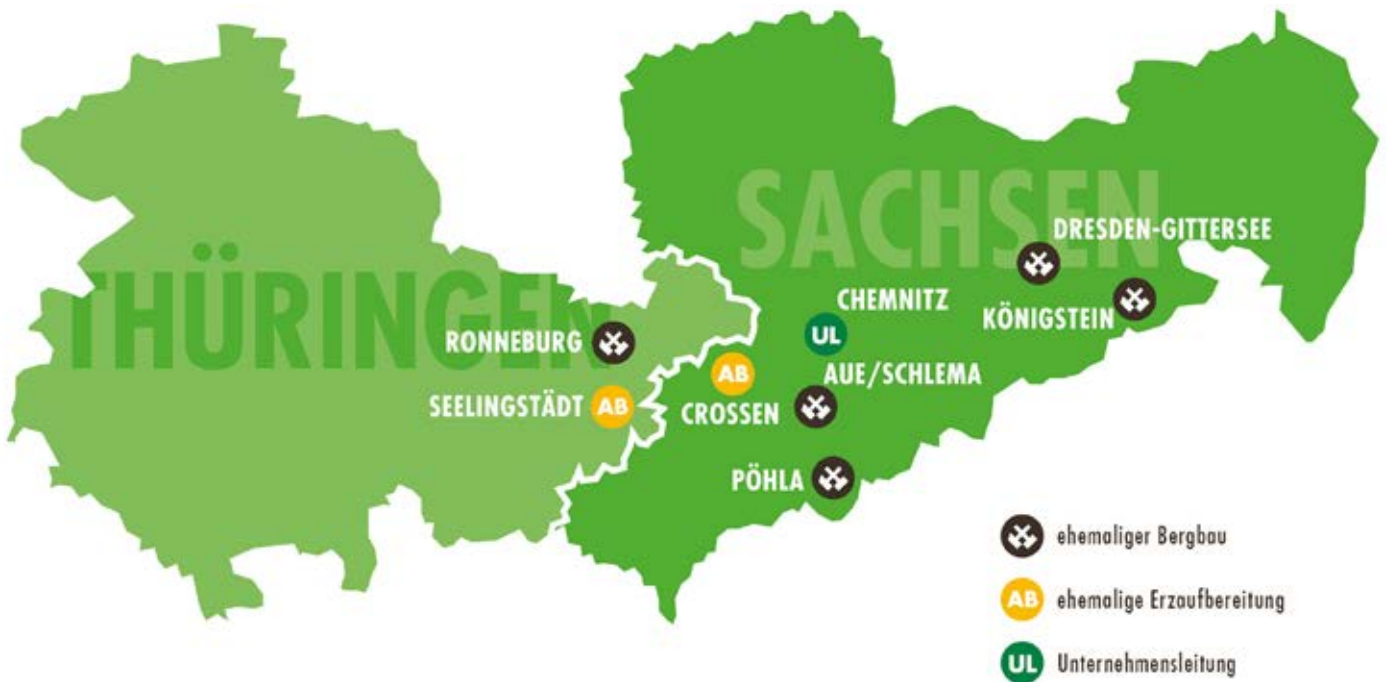 SACHSEN
THÜRINGEN
DRESDEN-GITTERSEE
KÖNIGSTEIN
CHEMNITZ
UL
RONNEBURG
AUE/SCHLEMA
AB
CROSSEN
SEELINGSTÄDT AB
PÖHLA
ehemaliger Bergbau
AB ehemalige Erzaufbereitung
UL Unternehmensleitung